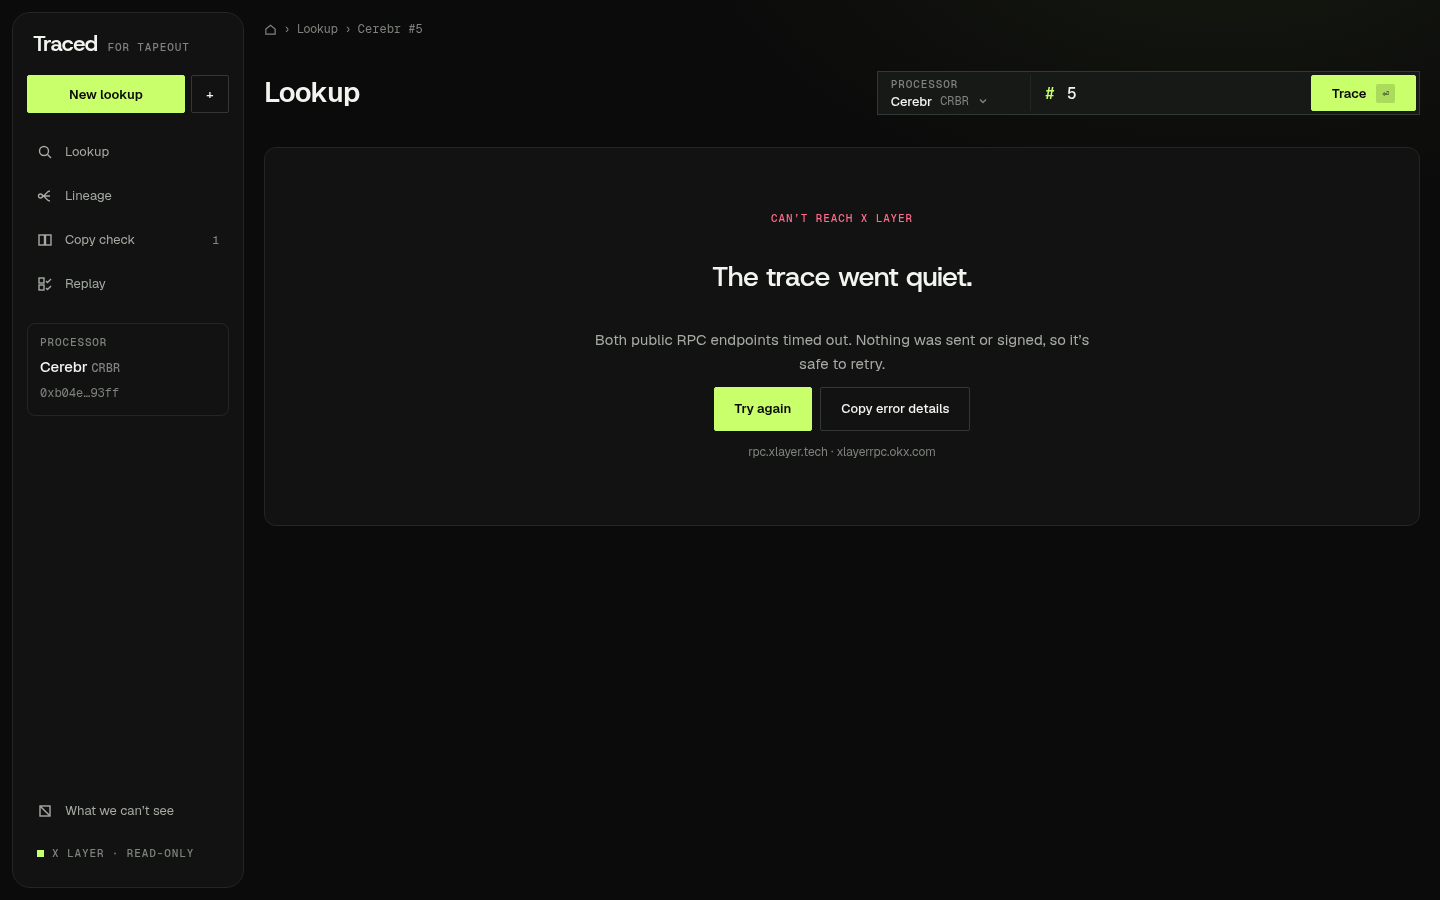 Traced FOR TAPEOUT
New lookup
+
Lookup
Lineage
Copy check 1
Replay
PROCESSOR
Cerebr CRBR
0xb04e…93ff
What we can't see
X LAYER · READ-ONLY
› Lookup › Cerebr #5
Lookup
PROCESSOR
Cerebr CRBR
# 5
Trace ⏎
CAN'T REACH X LAYER
The trace went quiet.
Both public RPC endpoints timed out. Nothing was sent or signed, so it's
safe to retry.
Try again
Copy error details
rpc.xlayer.tech · xlayerrpc.okx.com